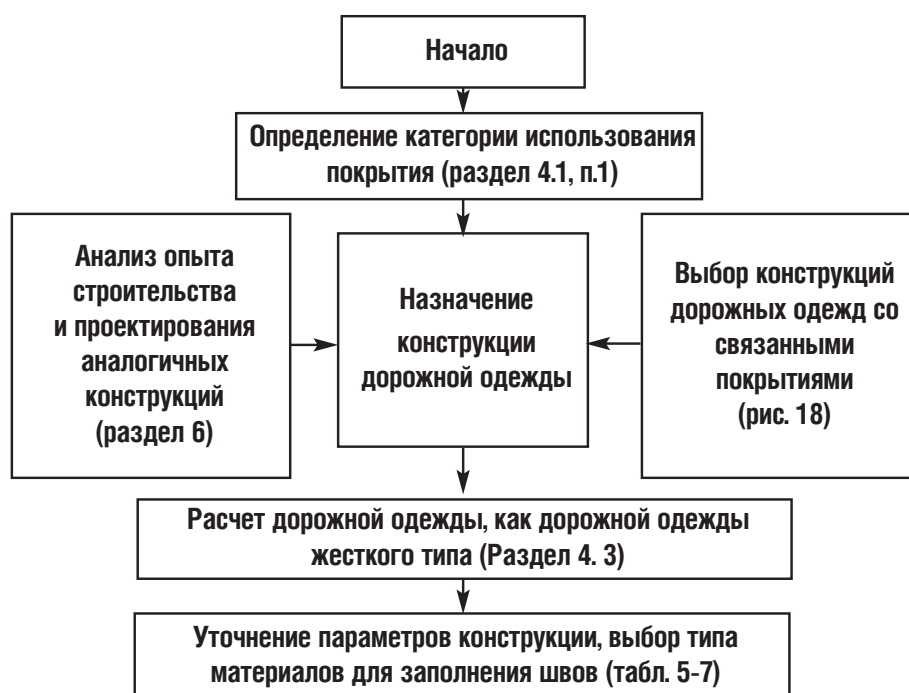 Начало
Определение категории использования
покрытия (раздел 4.1, п.1)
Анализ опыта
строительства
и проектирования
аналогичных
конструкций
(раздел 6)
Назначение
конструкции
дорожной одежды
Выбор конструкций
дорожных одежд со
связанными
покрытиями
(рис. 18)
Расчет дорожной одежды, как дорожной одежды
жесткого типа (Раздел 4. 3)
Уточнение параметров конструкции, выбор типа
материалов для заполнения швов (табл. 5-7)